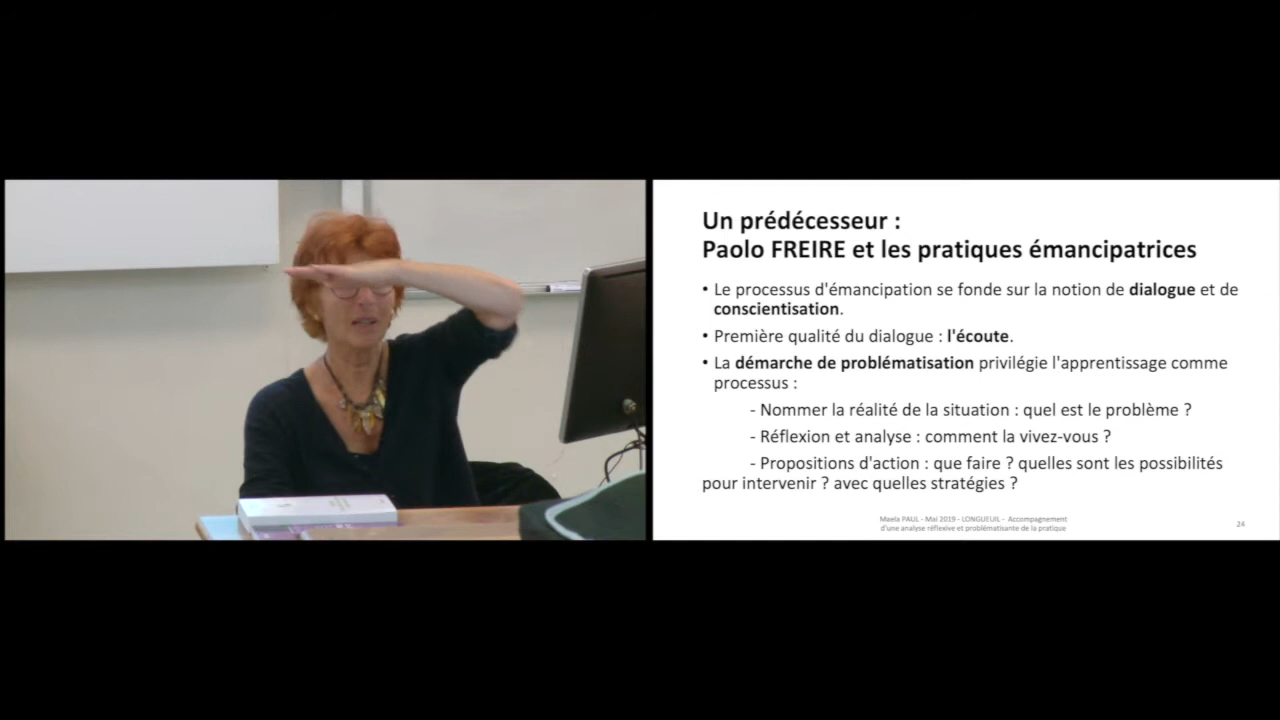 Un prédécesseur :
Paolo FREIRE et les pratiques émancipatrices
• Le processus d'émancipation se fonde sur la notion de dialogue et de
conscientisation.
• Première qualité du dialogue : l'écoute.
• La démarche de problématisation privilégie l'apprentissage comme
processus :
- Nommer la réalité de la situation : quel est le problème ?
- Réflexion et analyse : comment la vivez-vous ?
- Propositions d'action : que faire ? quelles sont les possibilités
pour intervenir ? avec quelles stratégies ?
Maela PAUL - Mai 2019 - LONGUEUIL - Accompagnement
d'une analyse réflexive et problématisante de la pratique
24